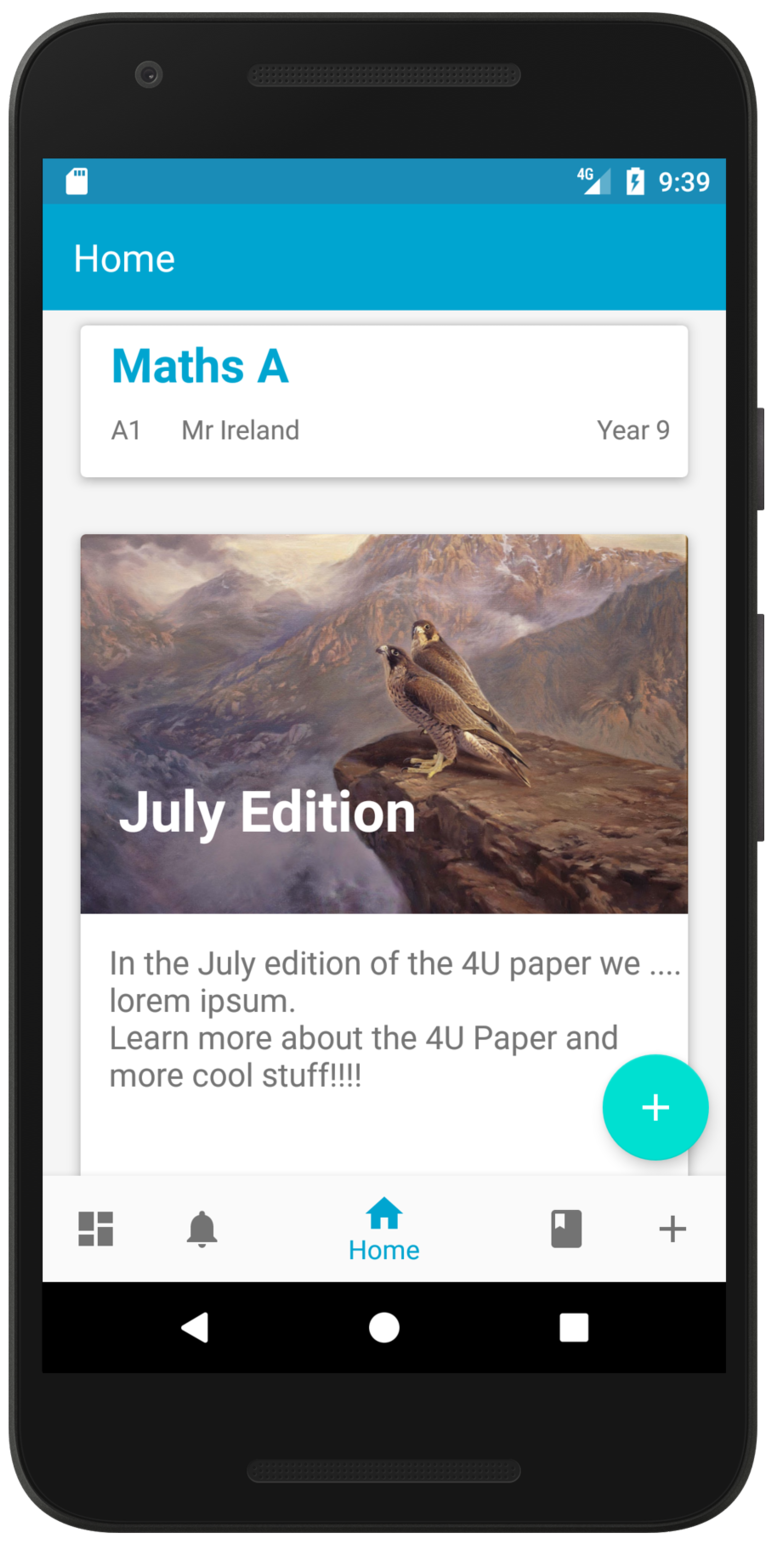 4G 9:39
Home
Maths A
A1 Mr Ireland Year 9
July Edition
In the July edition of the 4U paper we ....
lorem ipsum.
Learn more about the 4U Paper and
more cool stuff!!!!
Home